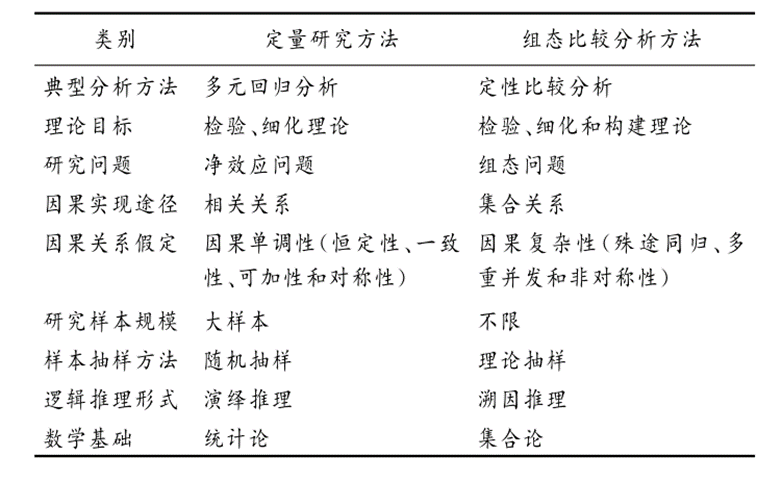 类别 定量研究方法 组态比较分析方法
典型分析方法 多元回归分析 定性比较分析
理论目标 检验、细化理论 检验、细化和构建理论
研究问题 净效应问题 组态问题
因果实现途径 相关关系 集合关系
因果关系假定 因果单调性(恒定性、一致 因果复杂性(殊途同归、多
性、可加性和对称性) 重并发和非对称性)
研究样本规模 大样本 不限
样本抽样方法 随机抽样 理论抽样
逻辑推理形式 演绎推理 溯因推理
数学基础 统计论 集合论